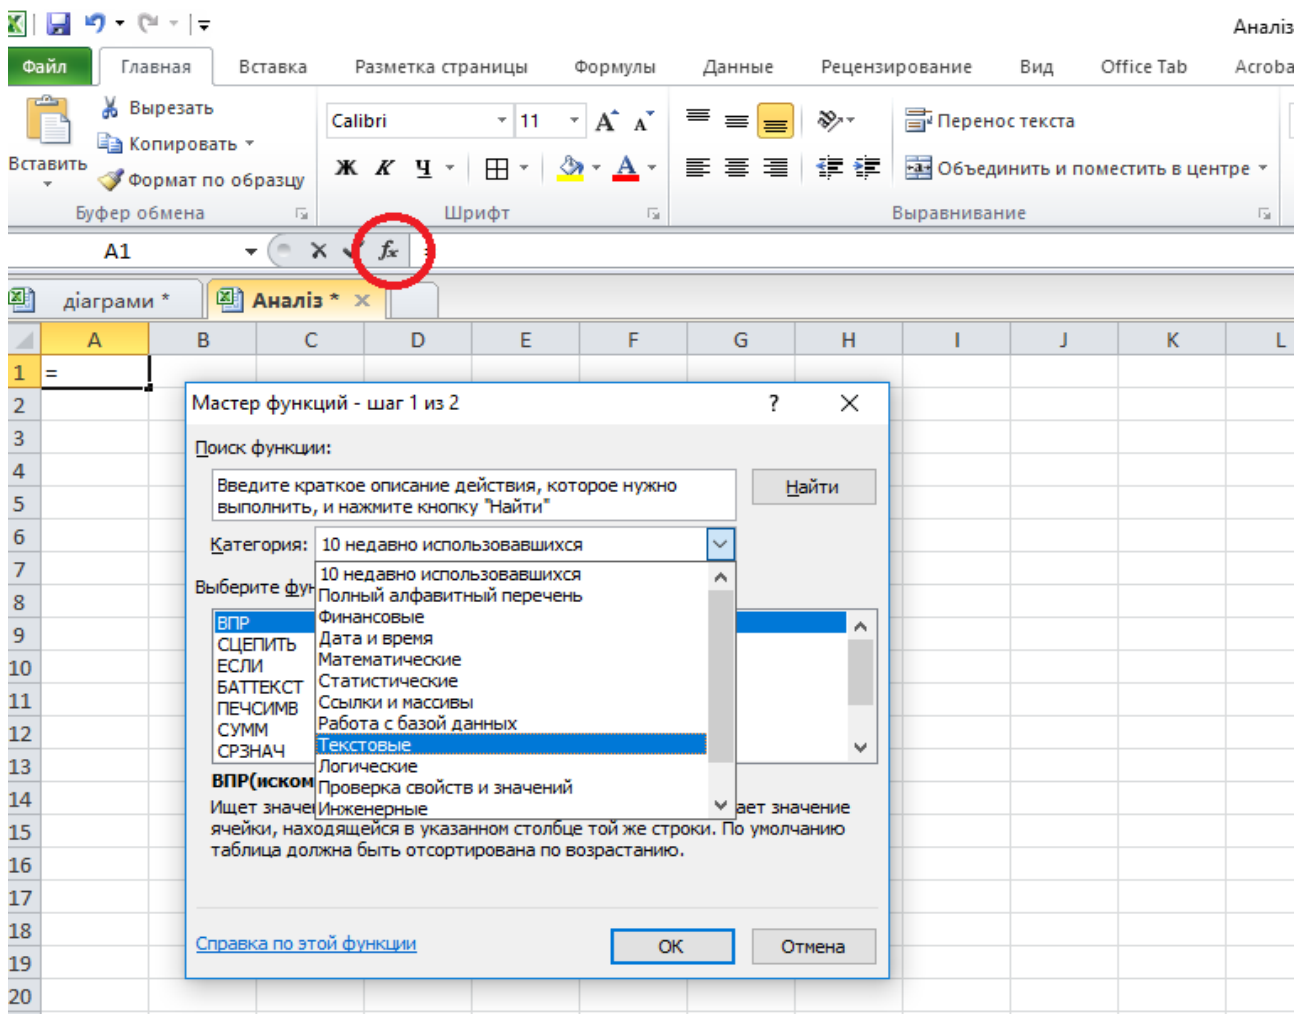 Аналіз
Файл Главная Вставка Разметка страницы Формулы Данные Рецензирование Вид Office Tab Acroba
Вставить
Вырезать
Копировать
Формат по образцу
Буфер обмена
Calibri 11
Ж К Ч
Шрифт
Перенос текста
Объединить и поместить в центре
Выравнивание
A1 fx =
діаграми * Аналіз *
A B C D E F G H I J K L
1 =
2
3
4
5
6
7
8
9
10
11
12
13
14
15
16
17
18
19
20
Мастер функций - шаг 1 из 2 ?
Поиск функции:
Введите краткое описание действия, которое нужно
выполнить, и нажмите кнопку "Найти"
Найти
Категория: 10 недавно использовавшихся
10 недавно использовавшихся
Полный алфавитный перечень
Финансовые
Дата и время
Математические
Статистические
Ссылки и массивы
Работа с базой данных
Текстовые
Логические
Проверка свойств и значений
Инженерные
Выберите фун
ВПР
СЦЕПИТЬ
ЕСЛИ
БАТТЕКСТ
ПЕЧСИМВ
СУММ
СРЗНАЧ
ВПР(иском
Ищет значе ает значение
ячейки, находящейся в указанном столбце той же строки. По умолчанию
таблица должна быть отсортирована по возрастанию.
Справка по этой функции
ОК Отмена